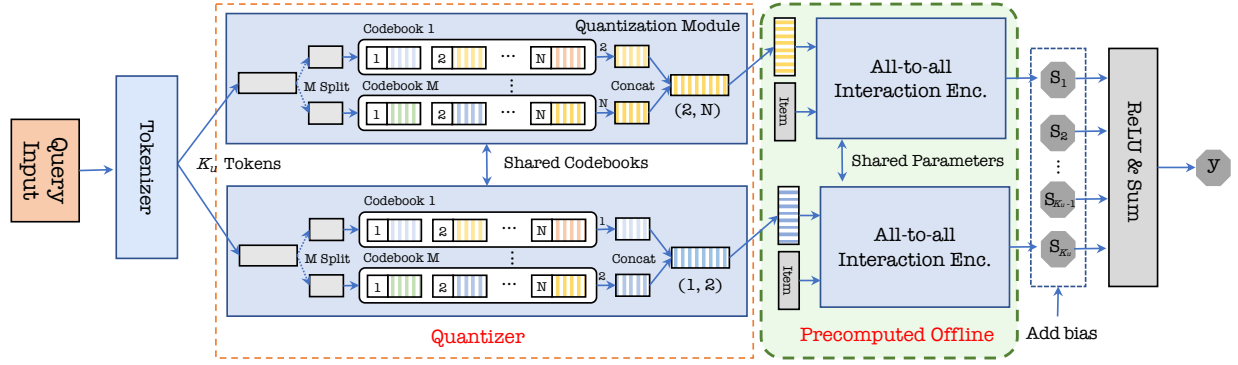 Query
Input
Tokenizer
K_u Tokens
Quantization Module
Codebook 1
1
2
...
N
M Split
Codebook M
1
2
...
N
2
N
Concat
(2, N)
Shared Codebooks
Codebook 1
1
2
...
N
M Split
Codebook M
1
2
...
N
1
2
Concat
(1, 2)
Quantizer
Item
All-to-all
Interaction Enc.
Shared Parameters
Item
All-to-all
Interaction Enc.
Precomputed Offline
S_1
S_2
...
S_{K_u-1}
S_{K_u}
Add bias
ReLU & Sum
y